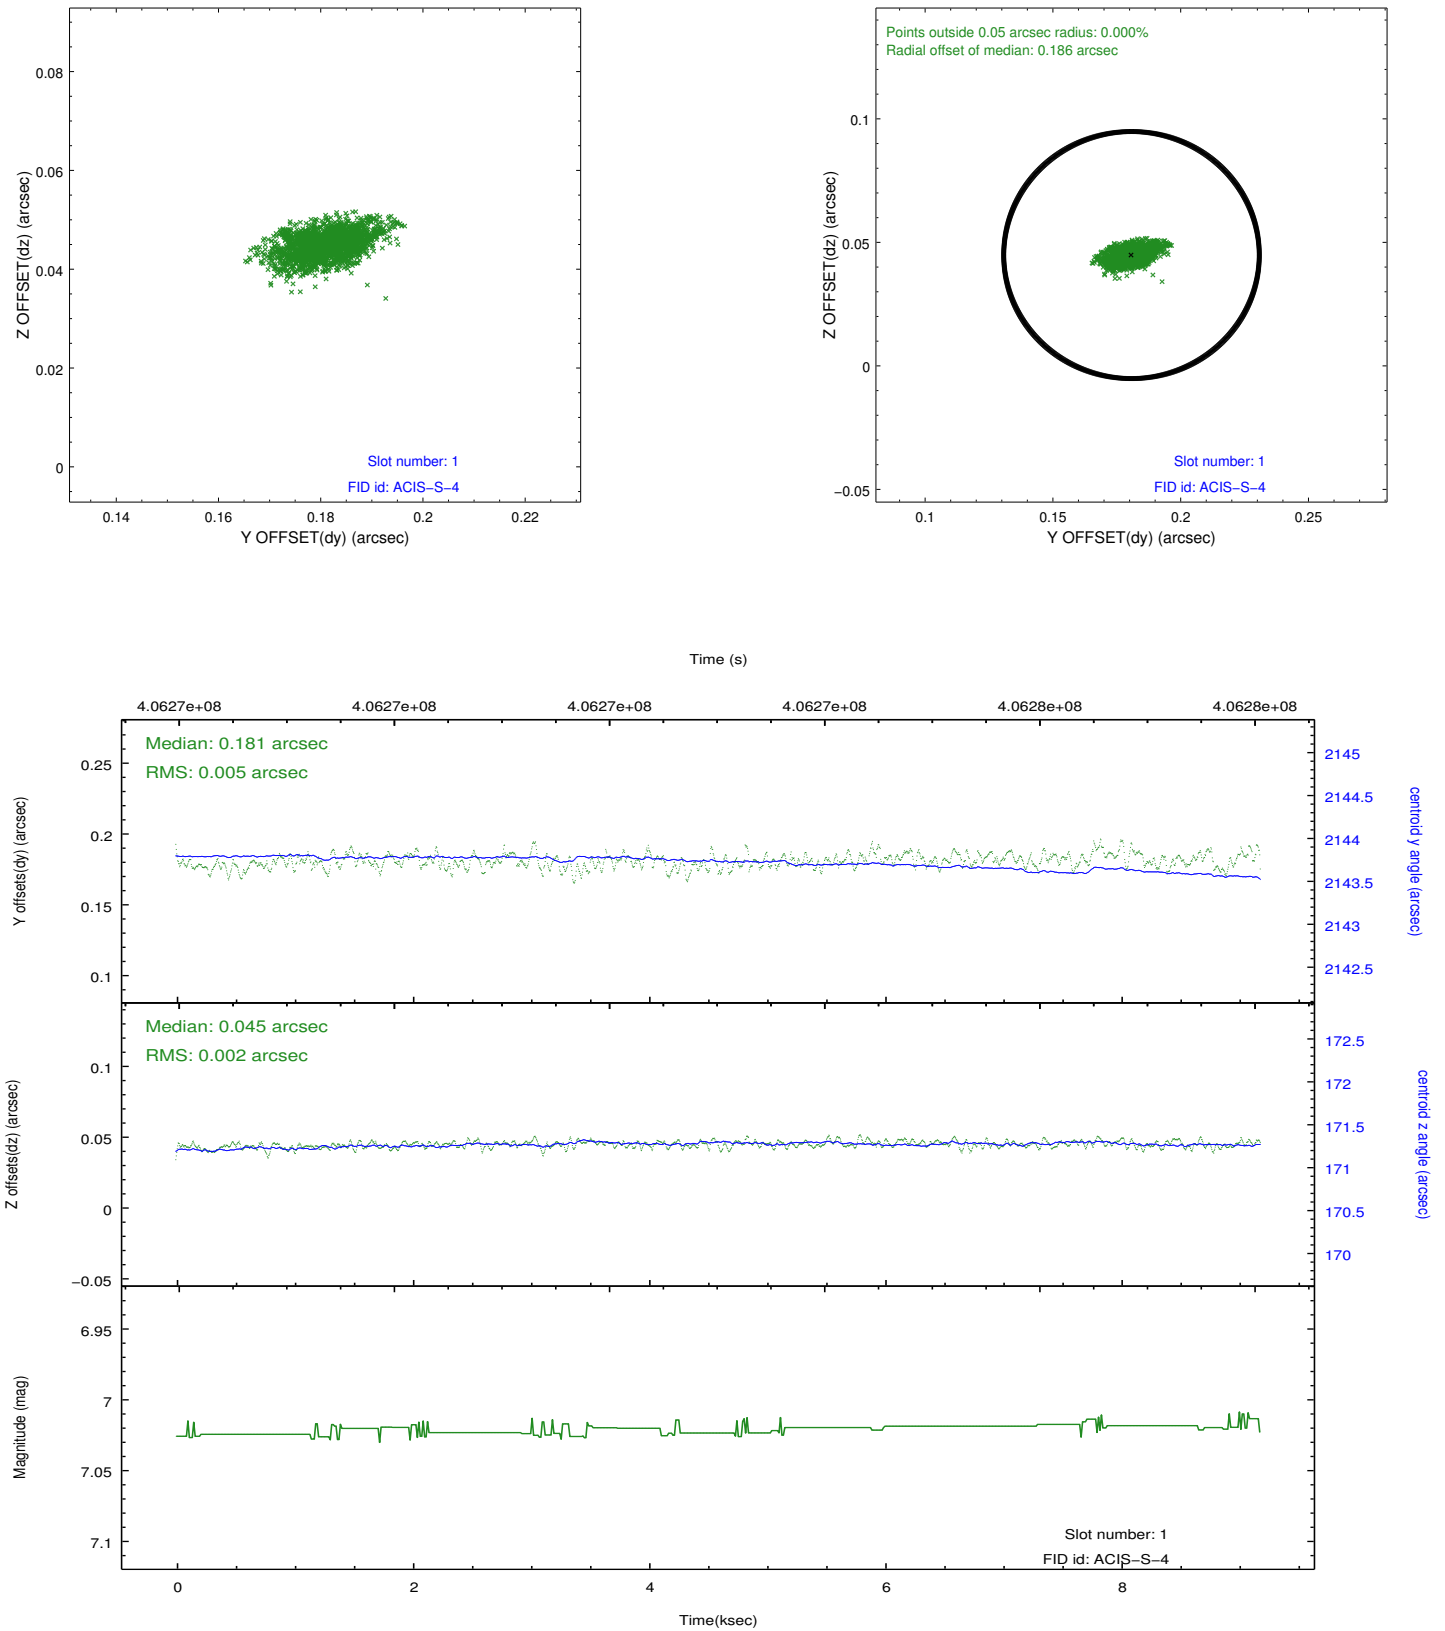 0.08
0.06
0.04
0.02
0
Z OFFSET(dz) (arcsec)
Slot number: 1
FID id: ACIS−S−4
0.14 0.16 0.18 0.2 0.22
Y OFFSET(dy) (arcsec)
Points outside 0.05 arcsec radius: 0.000%
Radial offset of median: 0.186 arcsec
0.1
0.05
0
−0.05
Z OFFSET(dz) (arcsec)
Slot number: 1
FID id: ACIS−S−4
0.1 0.15 0.2 0.25
Y OFFSET(dy) (arcsec)
Time (s)
4.0627e+08 4.0627e+08 4.0627e+08 4.0627e+08 4.0628e+08 4.0628e+08
Median: 0.181 arcsec
RMS: 0.005 arcsec
0.25
0.2
0.15
0.1
Y offsets(dy) (arcsec)
2145
2144.5
2144
2143.5
2143
2142.5
centroid y angle (arcsec)
Median: 0.045 arcsec
RMS: 0.002 arcsec
0.1
0.05
0
−0.05
Z offsets(dz) (arcsec)
172.5
172
171.5
171
170.5
170
centroid z angle (arcsec)
6.95
7
7.05
7.1
Magnitude (mag)
Slot number: 1
FID id: ACIS−S−4
0 2 4 6 8
Time(ksec)